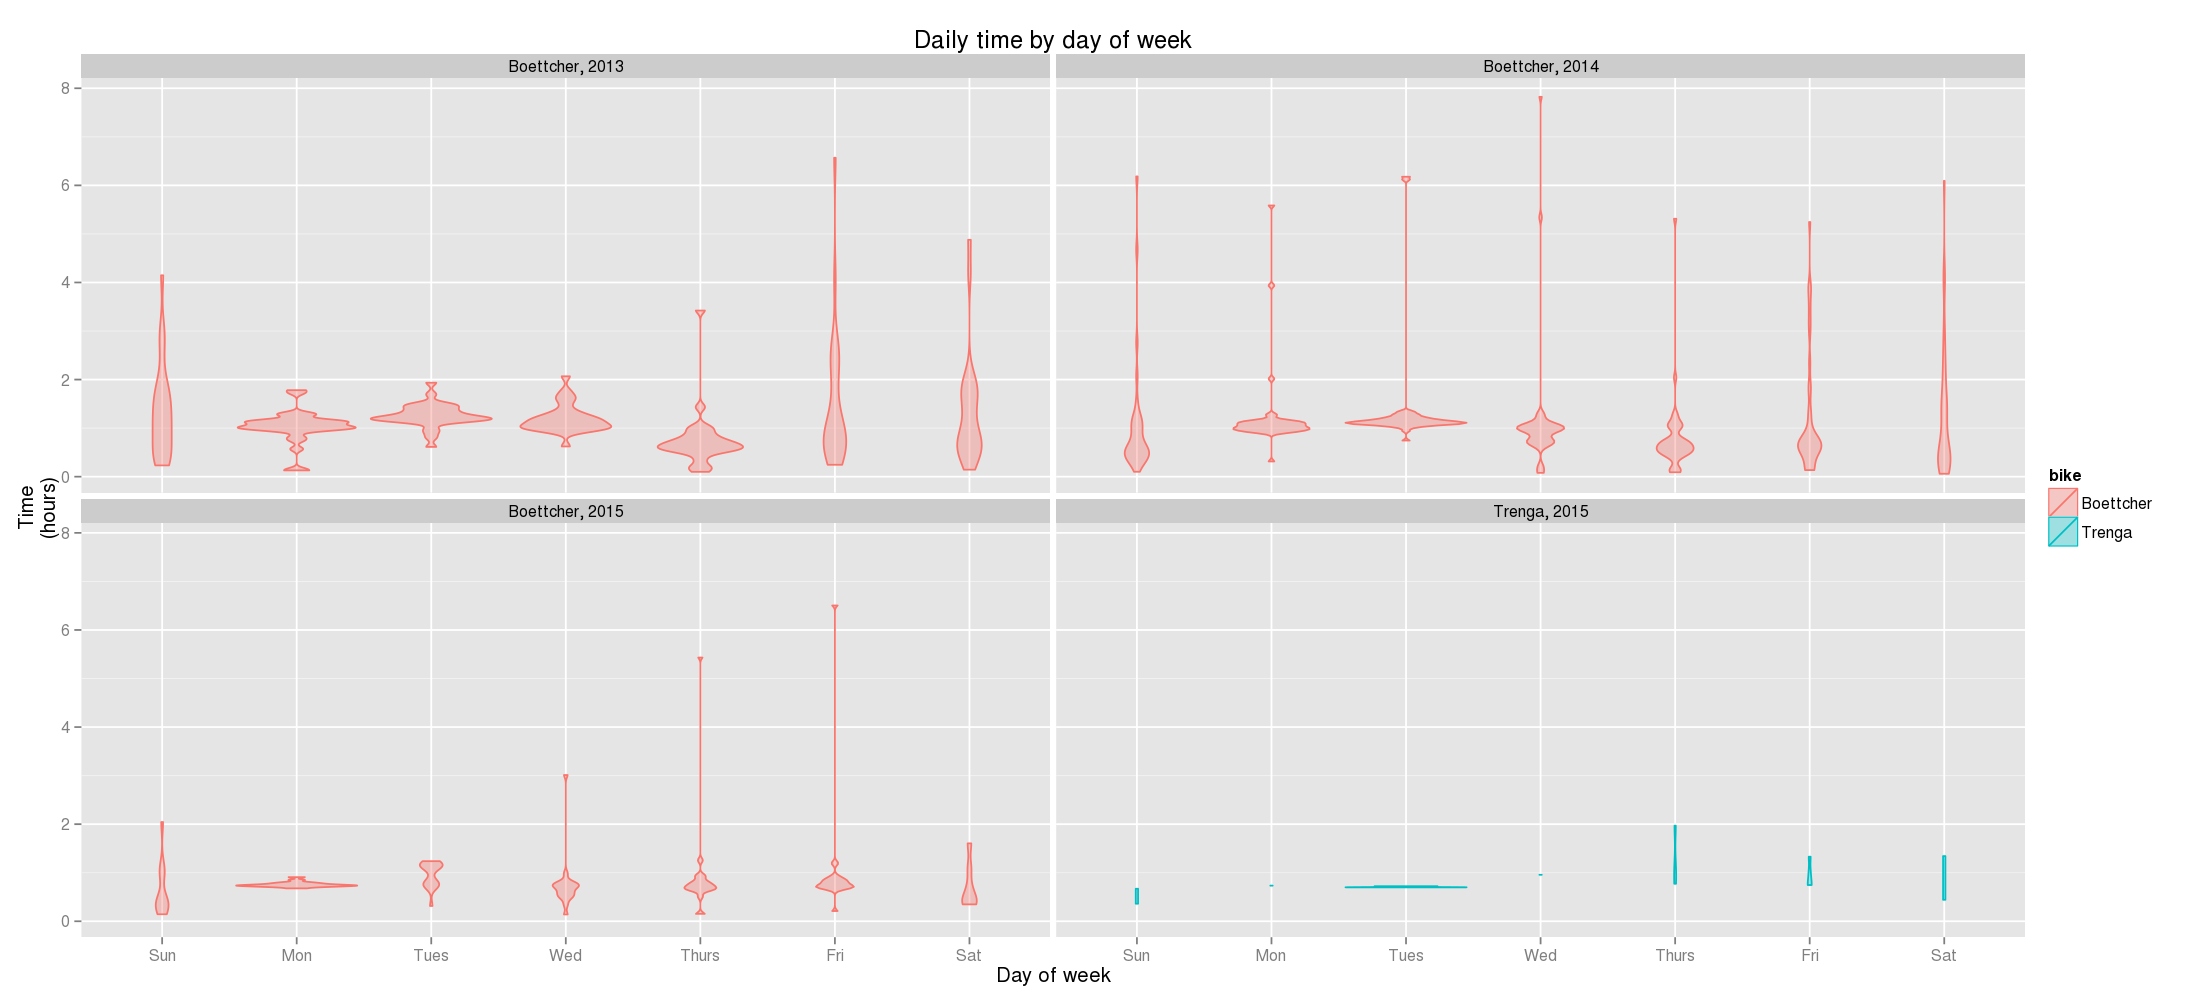 Daily time by day of week
Boettcher, 2013
Boettcher, 2014
8
6
4
2
0
Time
(hours)
Boettcher, 2015
Trenga, 2015
8
6
4
2
0
Sun Mon Tues Wed Thurs Fri Sat
Sun Mon Tues Wed Thurs Fri Sat
Day of week
bike
Boettcher
Trenga